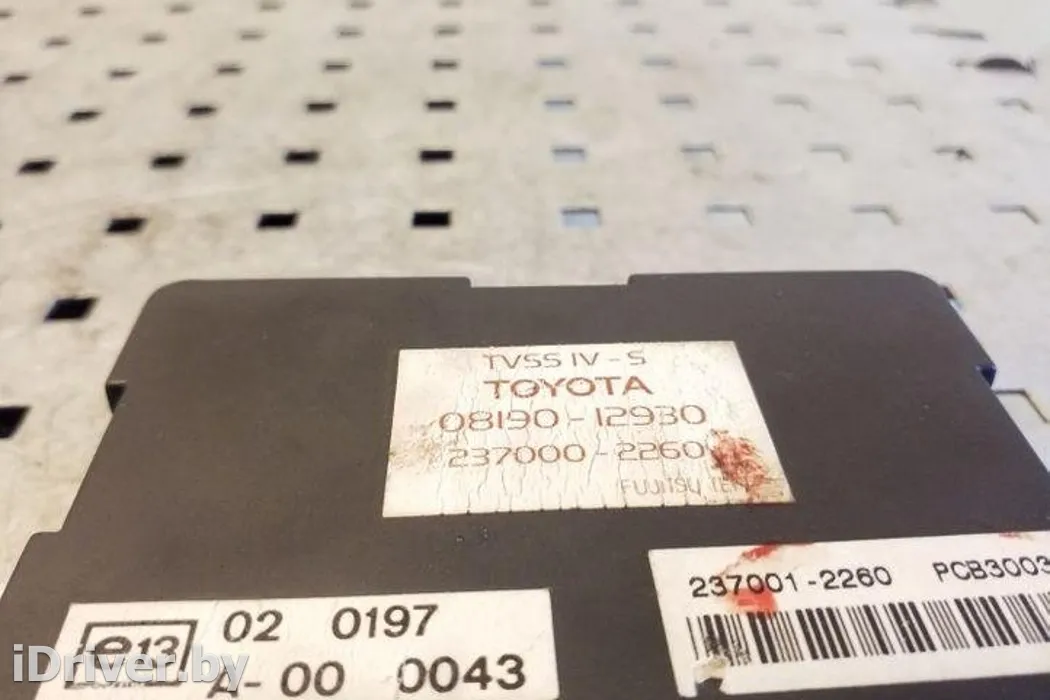 TVSS IV - S
TOYOTA
08190 - 12930
237000 - 2260
FUJITSU TEN
237001 - 2260 PCB3003
e13 02 0197
A- 00 0043
iDriver.by